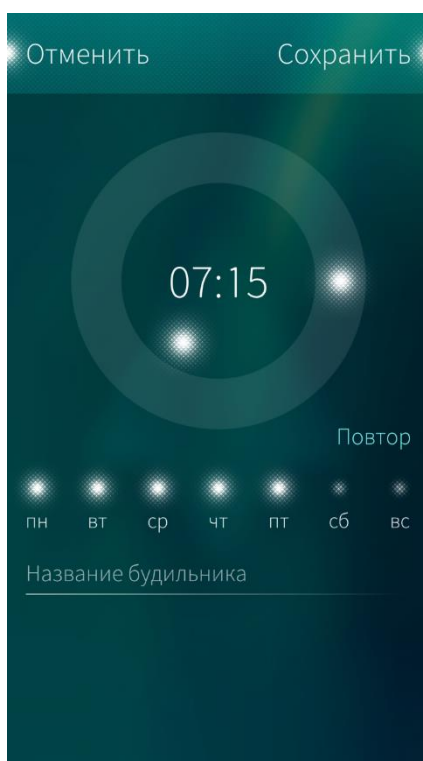 Отменить Сохранить
07:15
Повтор
пн вт ср чт пт сб вс
Название будильника